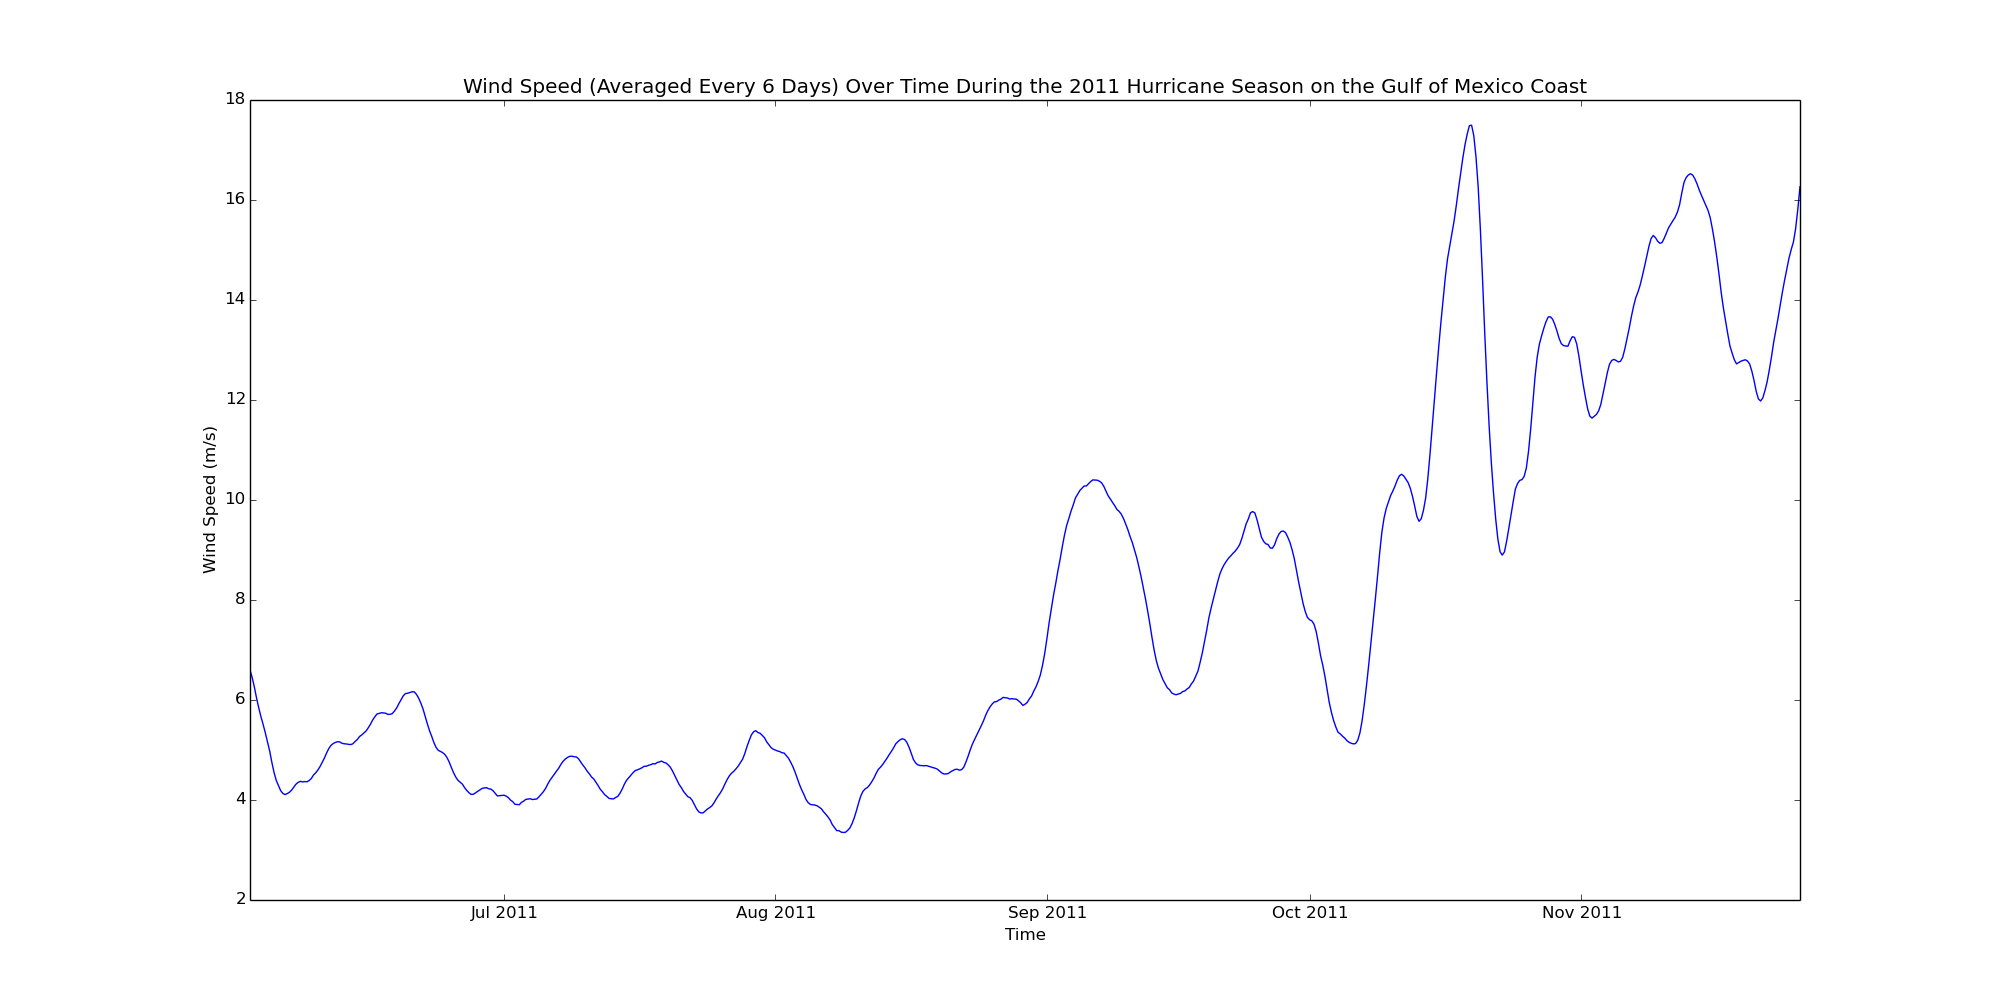 Wind Speed (Averaged Every 6 Days) Over Time During the 2011 Hurricane Season on the Gulf of Mexico Coast
18
16
14
12
10
8
6
4
2
Wind Speed (m/s)
Jul 2011 Aug 2011 Sep 2011 Oct 2011 Nov 2011
Time